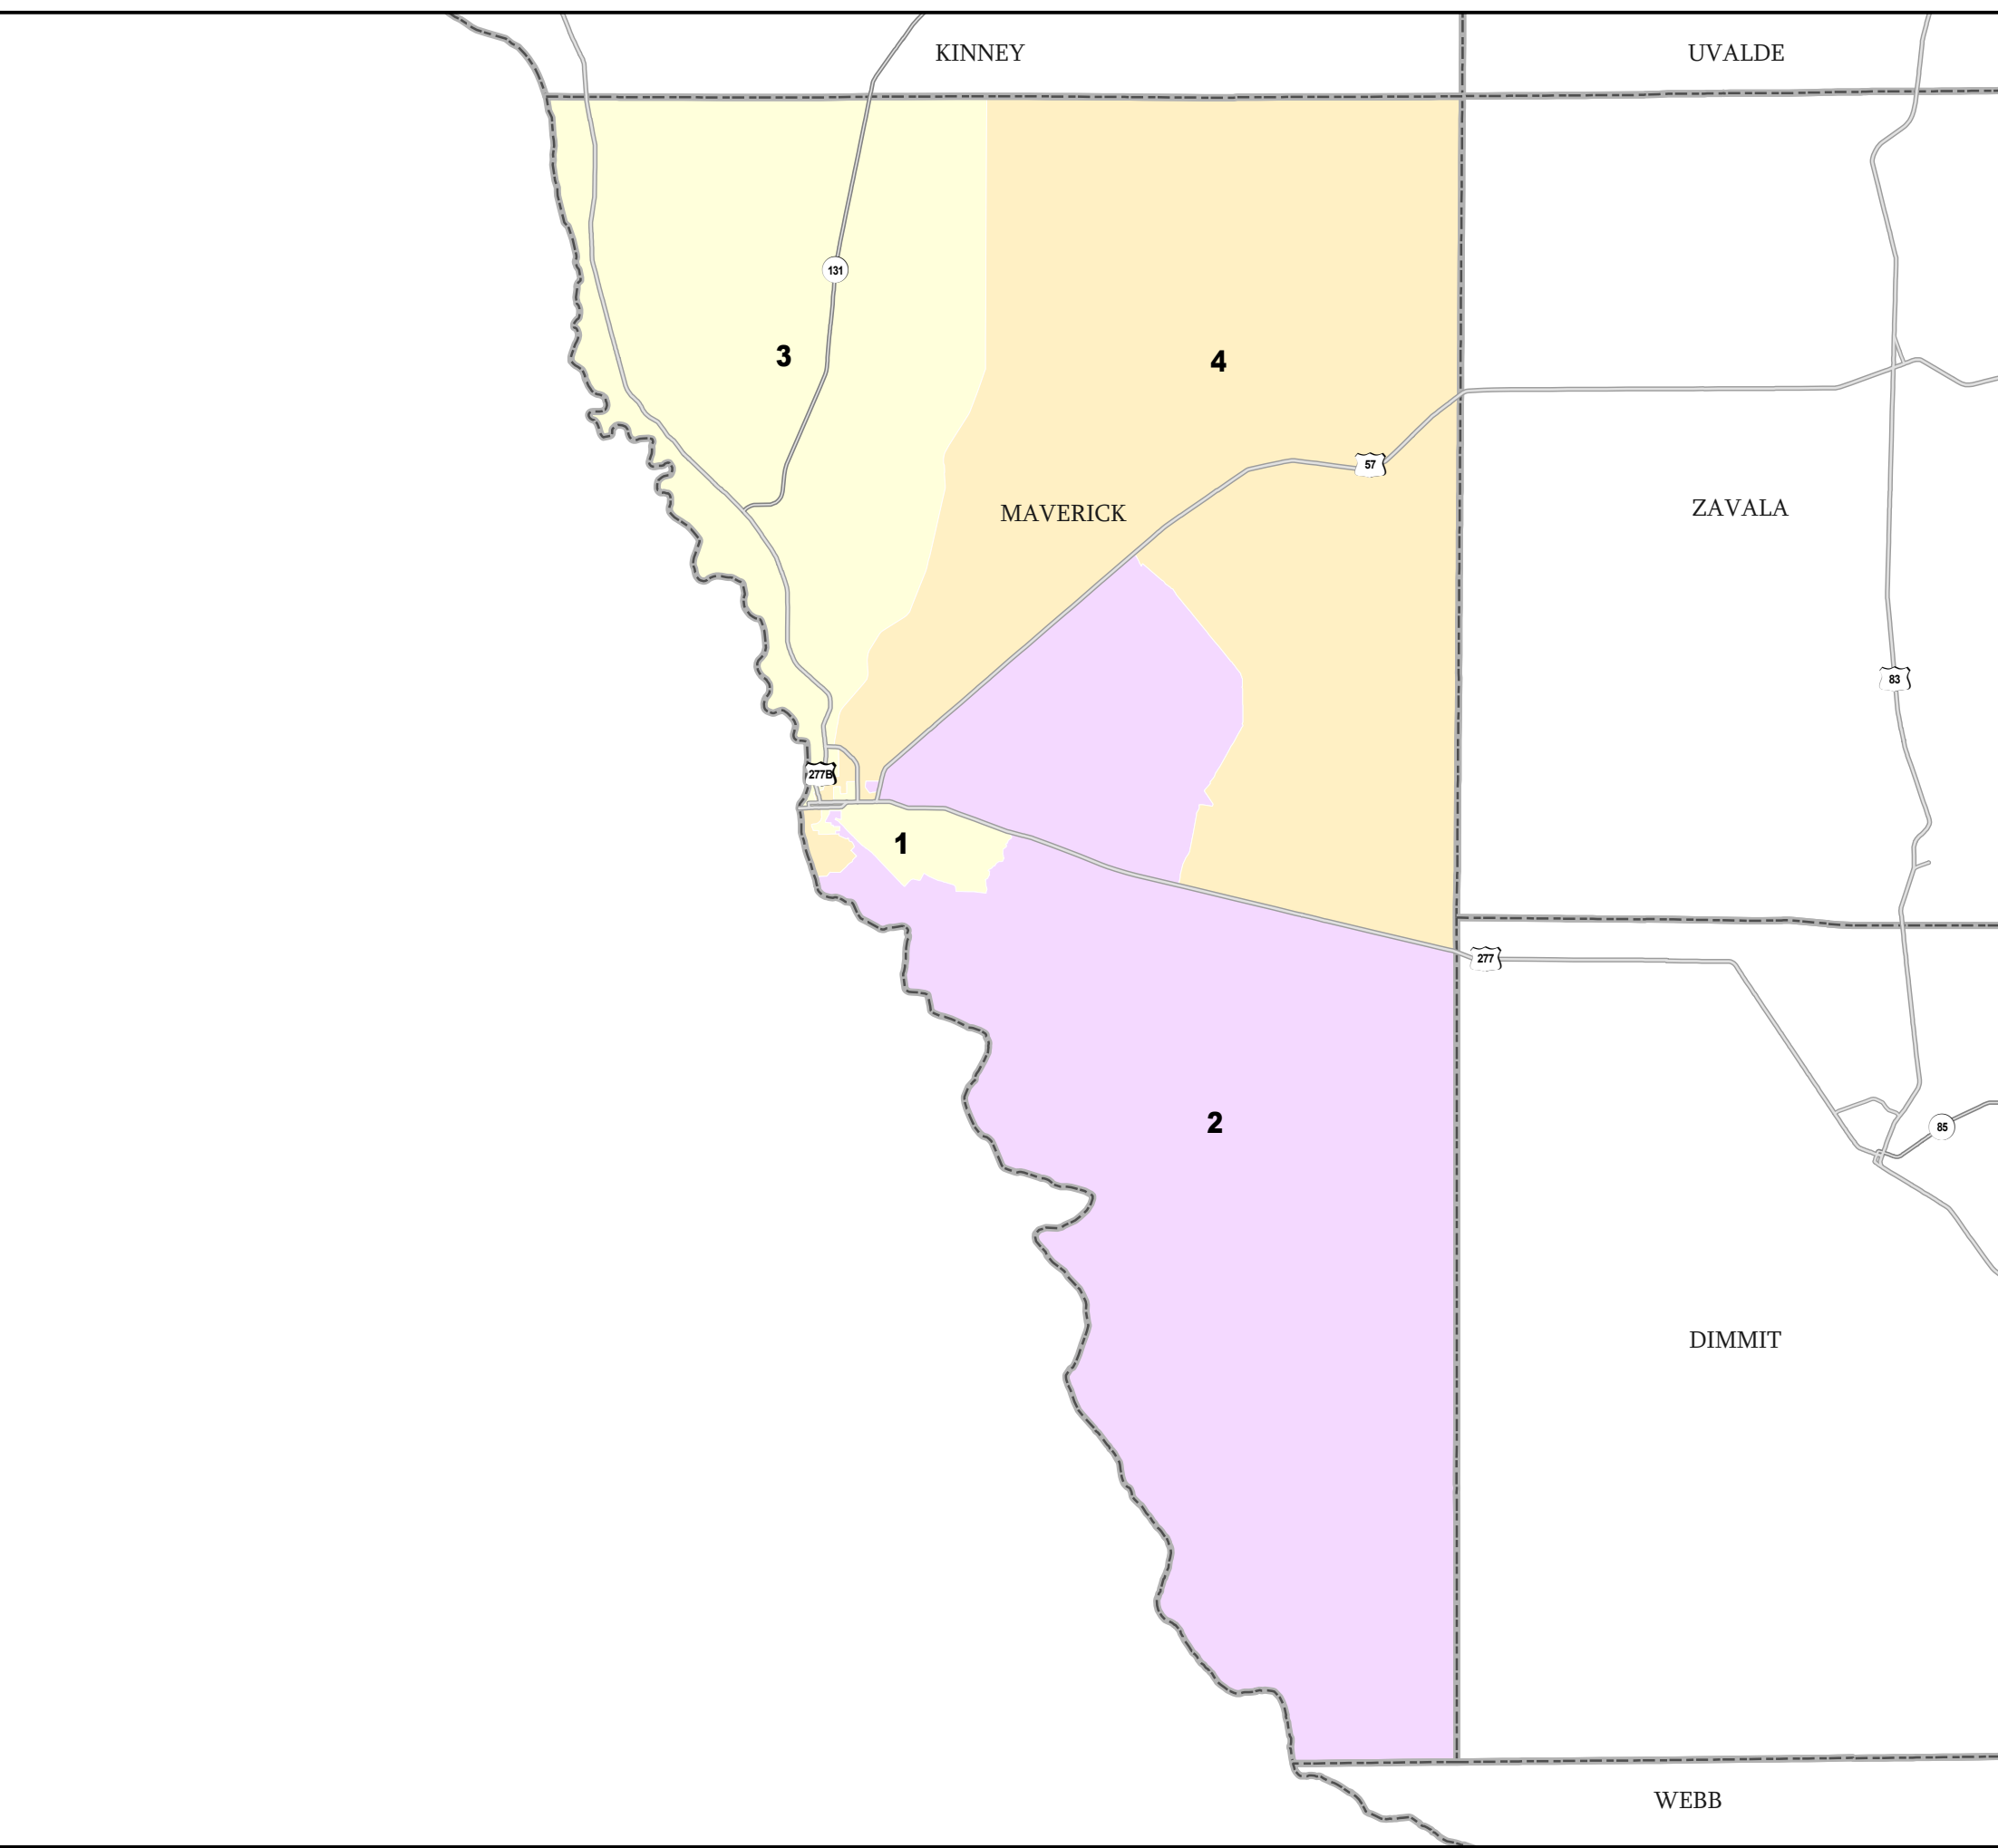 KINNEY
UVALDE
131
3
4
57
MAVERICK
ZAVALA
83
277B
1
277
2
85
DIMMIT
WEBB